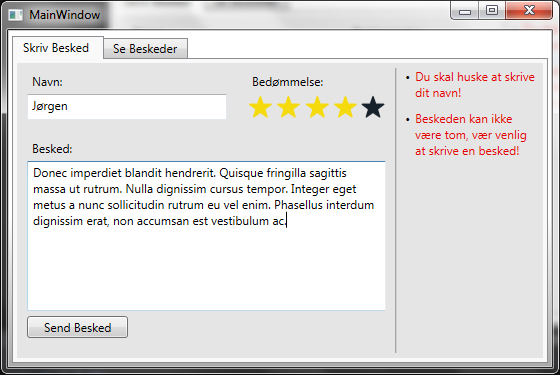 MainWindow
Skriv Besked
Se Beskeder
Navn:
Jørgen
Bedømmelse:
Besked:
Donec imperdiet blandit hendrerit. Quisque fringilla sagittis
massa ut rutrum. Nulla dignissim cursus tempor. Integer eget
metus a nunc sollicitudin rutrum eu vel enim. Phasellus interdum
dignissim erat, non accumsan est vestibulum ac.
Send Besked
• Du skal huske at skrive
dit navn!
• Beskeden kan ikke
være tom, vær venlig
at skrive en besked!